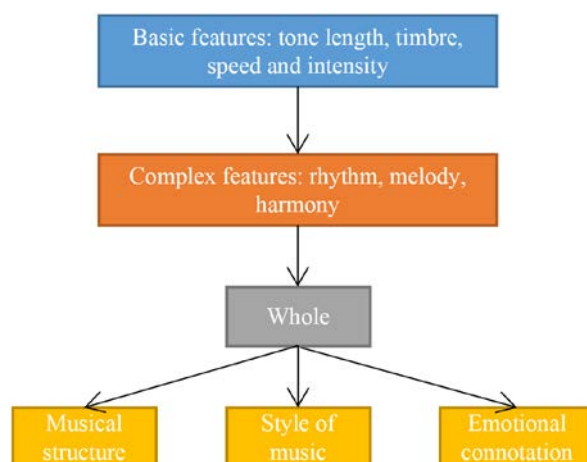 Basic features: tone length, timbre,
speed and intensity
Complex features: rhythm, melody,
harmony
Whole
Musical
structure
Style of
music
Emotional
connotation